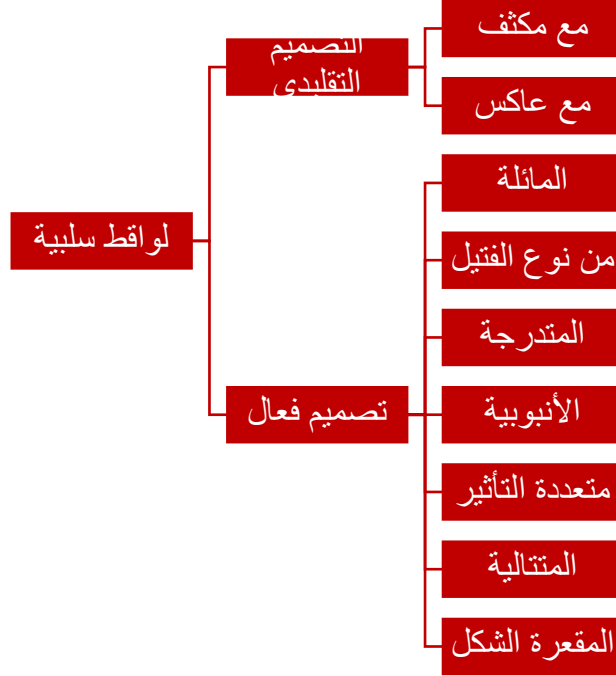 مع مكثف
التصميم
التقليدي
مع عاكس
المائلة
لواقط سلبية
من نوع الفتيل
المتدرجة
تصميم فعال
الأنبوبية
متعددة التأثير
المتتالية
المقعرة الشكل